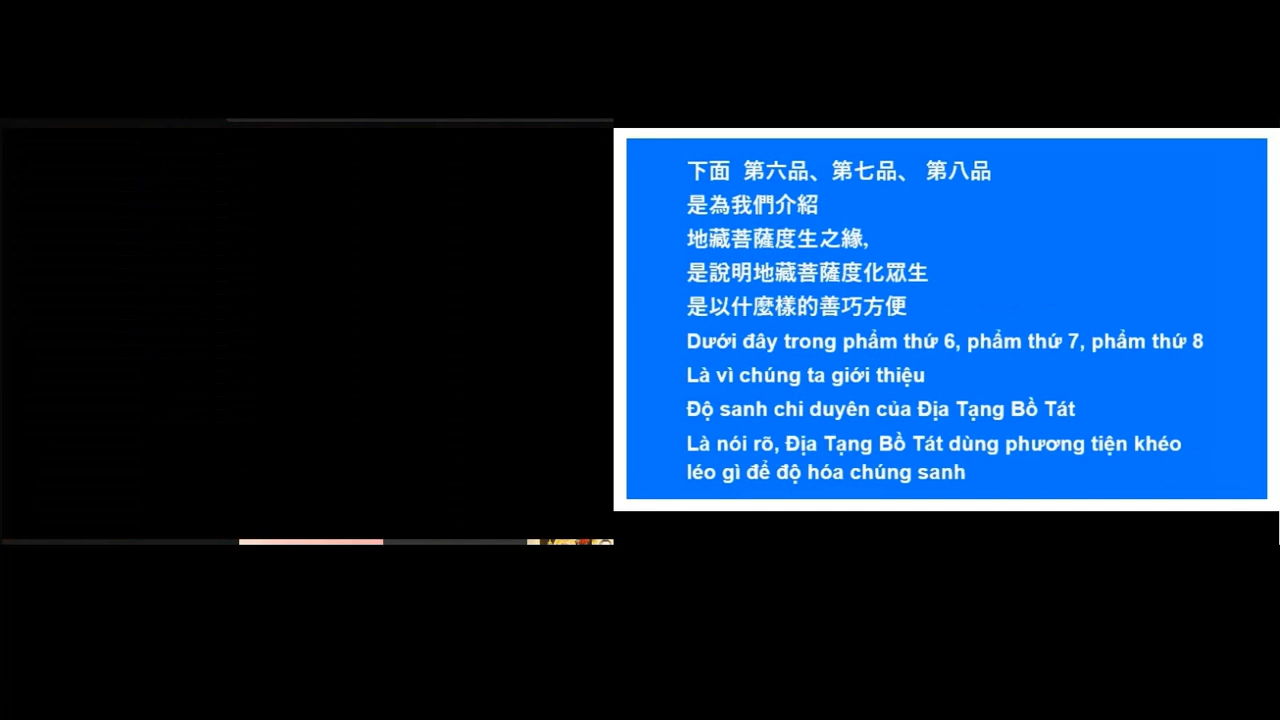 下面 第六品、第七品、 第八品
是為我們介紹
地藏菩薩度生之緣,
是說明地藏菩薩度化眾生
是以什麼樣的善巧方便
Dưới đây trong phẩm thứ 6, phẩm thứ 7, phẩm thứ 8
Là vì chúng ta giới thiệu
Độ sanh chi duyên của Địa Tạng Bồ Tát
Là nói rõ, Địa Tạng Bồ Tát dùng phương tiện khéo
léo gì để độ hóa chúng sanh